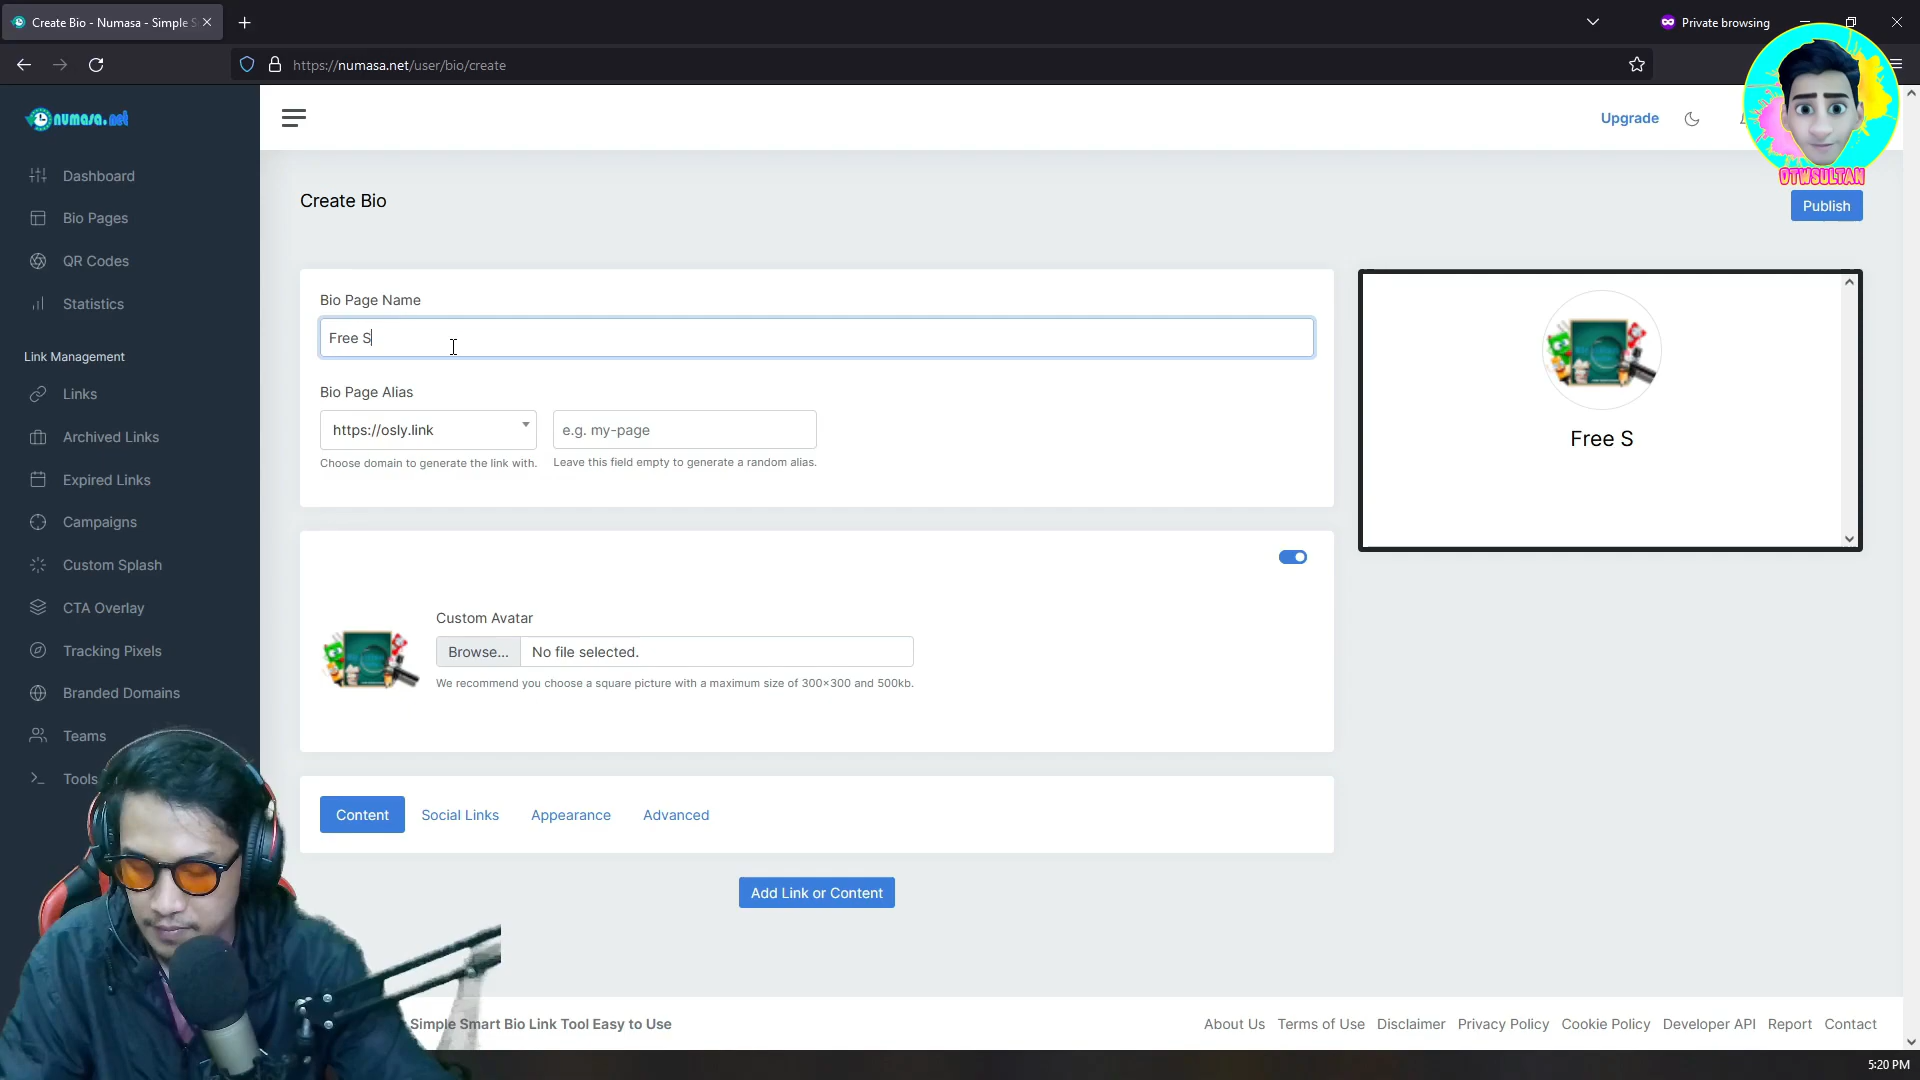 Create Bio - Numasa - Simple S
Private browsing
https://numasa.net/user/bio/create
numasa.net
Upgrade
OTWSULTAN
Dashboard
Bio Pages
QR Codes
Statistics
Link Management
Links
Archived Links
Expired Links
Campaigns
Custom Splash
CTA Overlay
Tracking Pixels
Branded Domains
Teams
Tools
Create Bio
Publish
Bio Page Name
Free S
Bio Page Alias
https://osly.link
e.g. my-page
Choose domain to generate the link with.
Leave this field empty to generate a random alias.
Free S
Custom Avatar
Browse... No file selected.
We recommend you choose a square picture with a maximum size of 300×300 and 500kb.
Content
Social Links
Appearance
Advanced
Add Link or Content
Simple Smart Bio Link Tool Easy to Use
About Us
Terms of Use
Disclaimer
Privacy Policy
Cookie Policy
Developer API
Report
Contact
5:20 PM